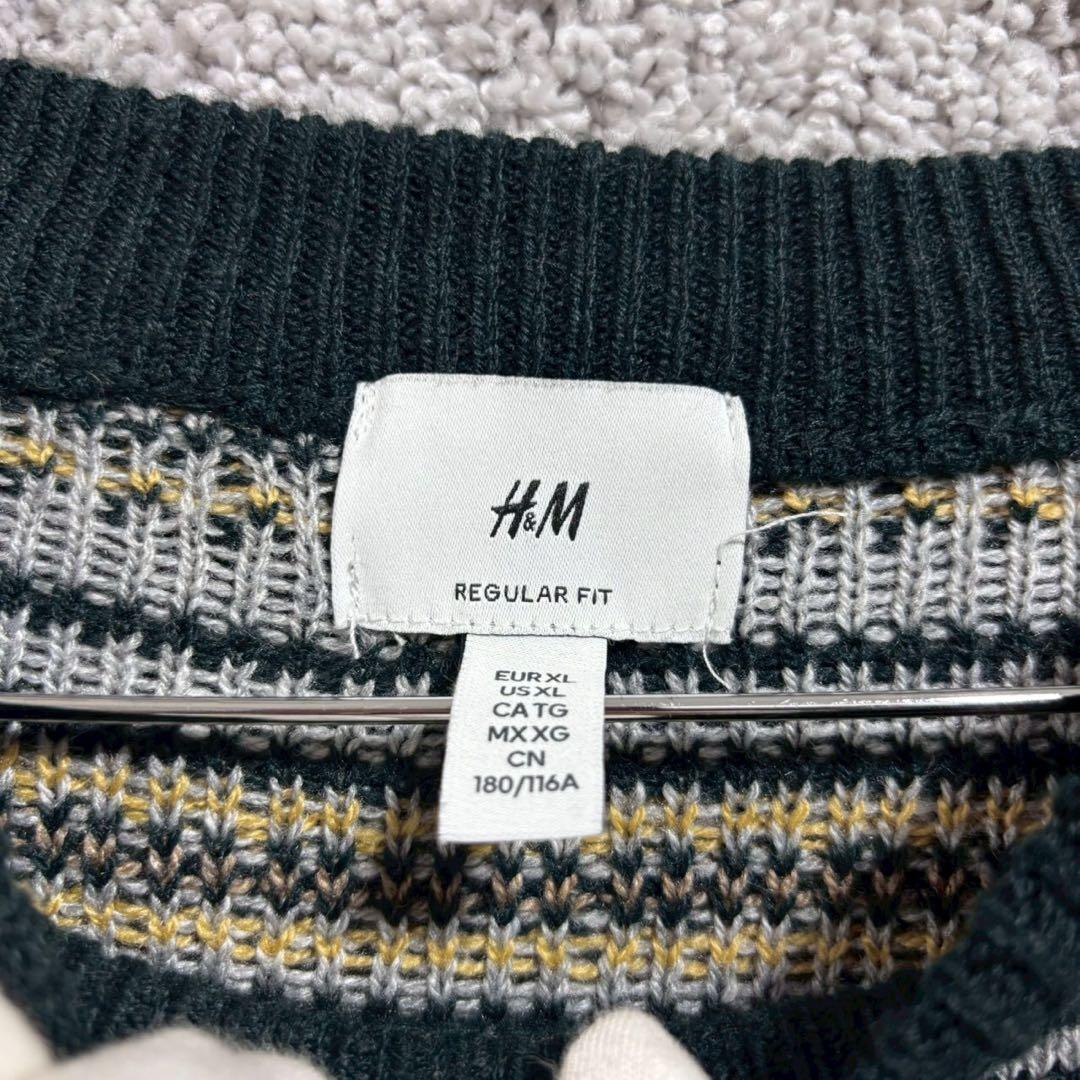 H&M
REGULAR FIT
EUR XL
US XL
CA TG
MX XG
CN
180/116A